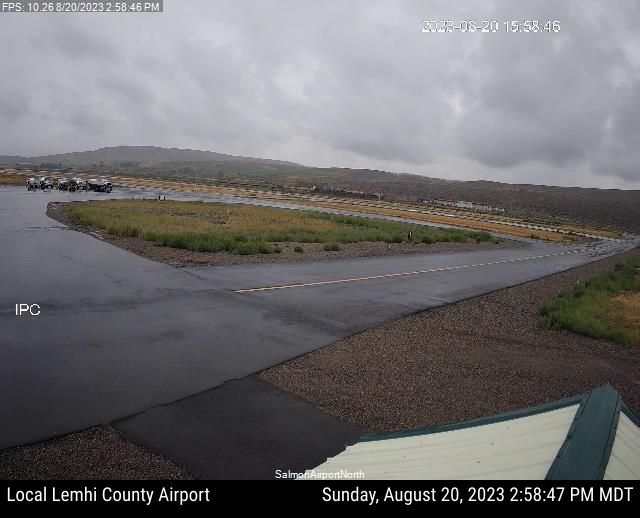 FPS: 10.26 8/20/2023 2:58:46 PM
2023-08-20 15:58:46
IPC
SalmonAirportNorth
Local Lemhi County Airport
Sunday, August 20, 2023 2:58:47 PM MDT